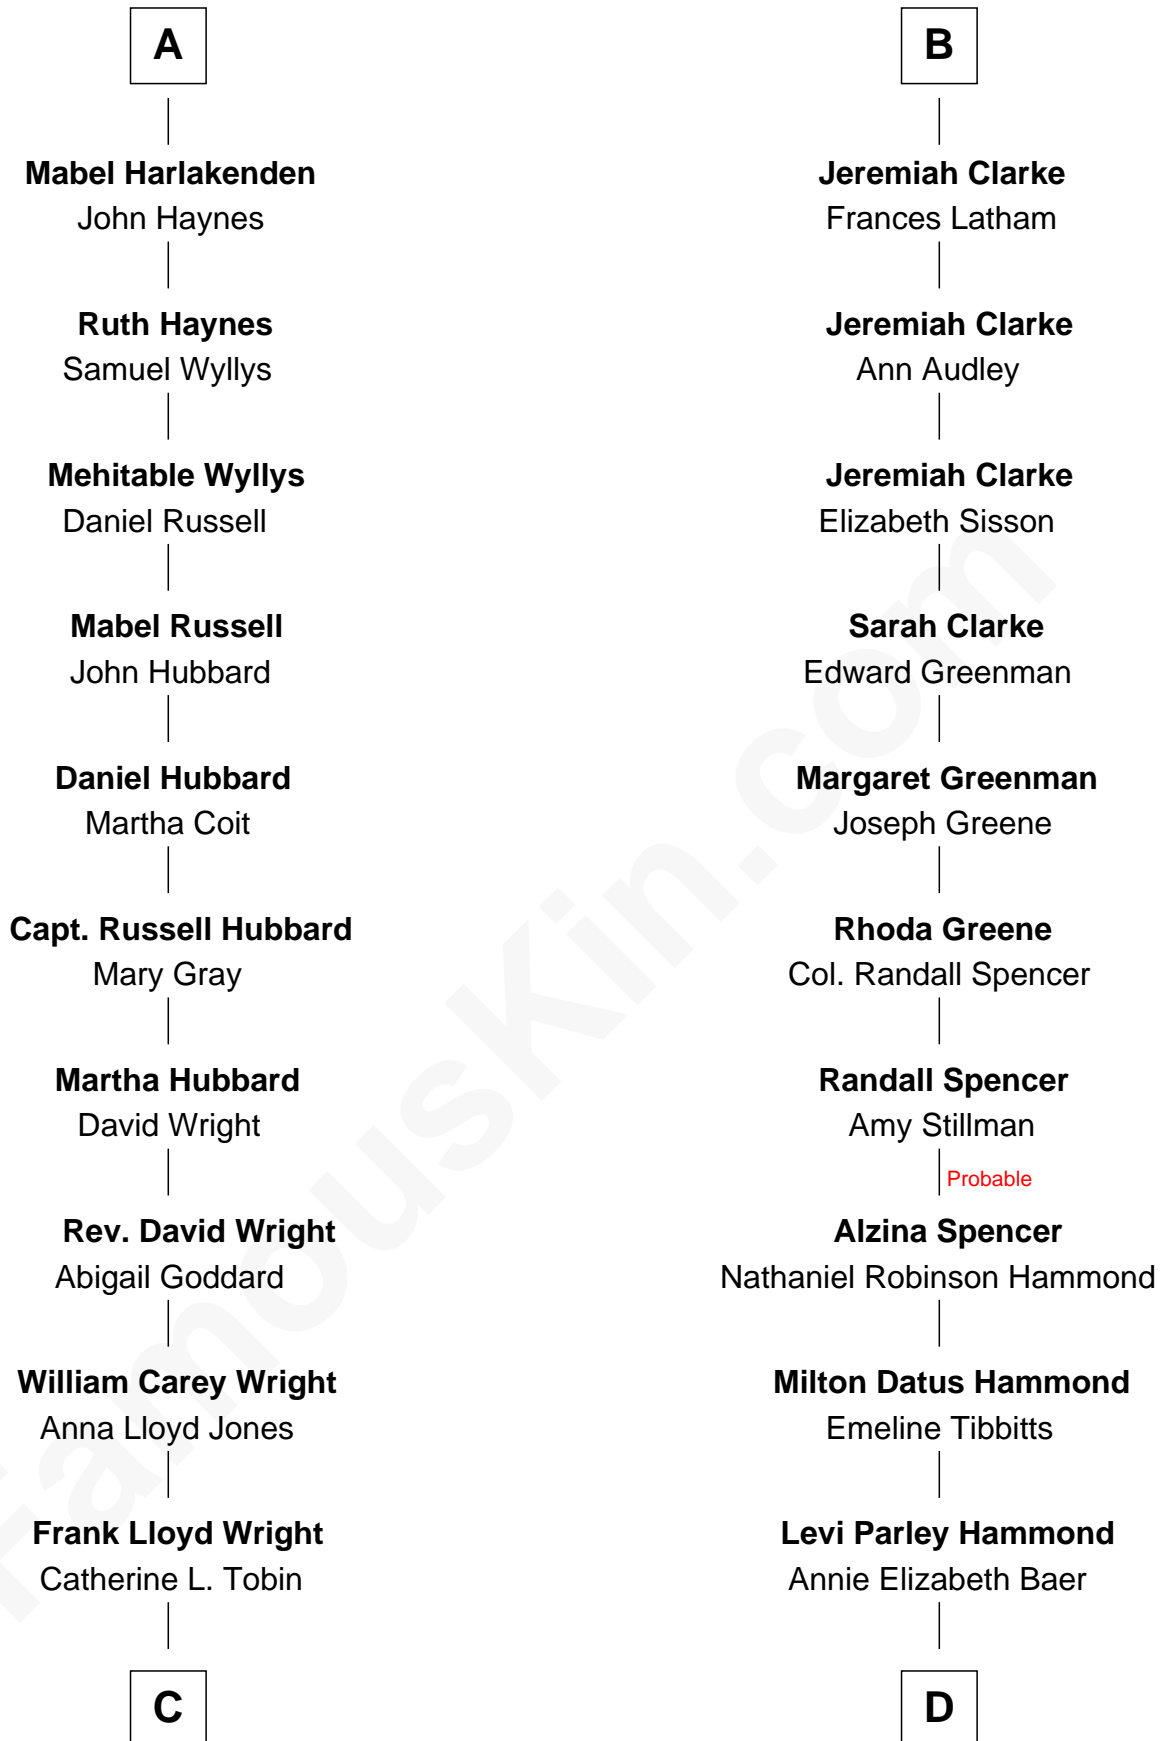 A
Mabel Harlakenden
John Haynes
Ruth Haynes
Samuel Wyllys
Mehitable Wyllys
Daniel Russell
Mabel Russell
John Hubbard
Daniel Hubbard
Martha Coit
Capt. Russell Hubbard
Mary Gray
Martha Hubbard
David Wright
Rev. David Wright
Abigail Goddard
William Carey Wright
Anna Lloyd Jones
Frank Lloyd Wright
Catherine L. Tobin
C
B
Jeremiah Clarke
Frances Latham
Jeremiah Clarke
Ann Audley
Jeremiah Clarke
Elizabeth Sisson
Sarah Clarke
Edward Greenman
Margaret Greenman
Joseph Greene
Rhoda Greene
Col. Randall Spencer
Randall Spencer
Amy Stillman
Probable
Alzina Spencer
Nathaniel Robinson Hammond
Milton Datus Hammond
Emeline Tibbitts
Levi Parley Hammond
Annie Elizabeth Baer
D
FamousKin.com